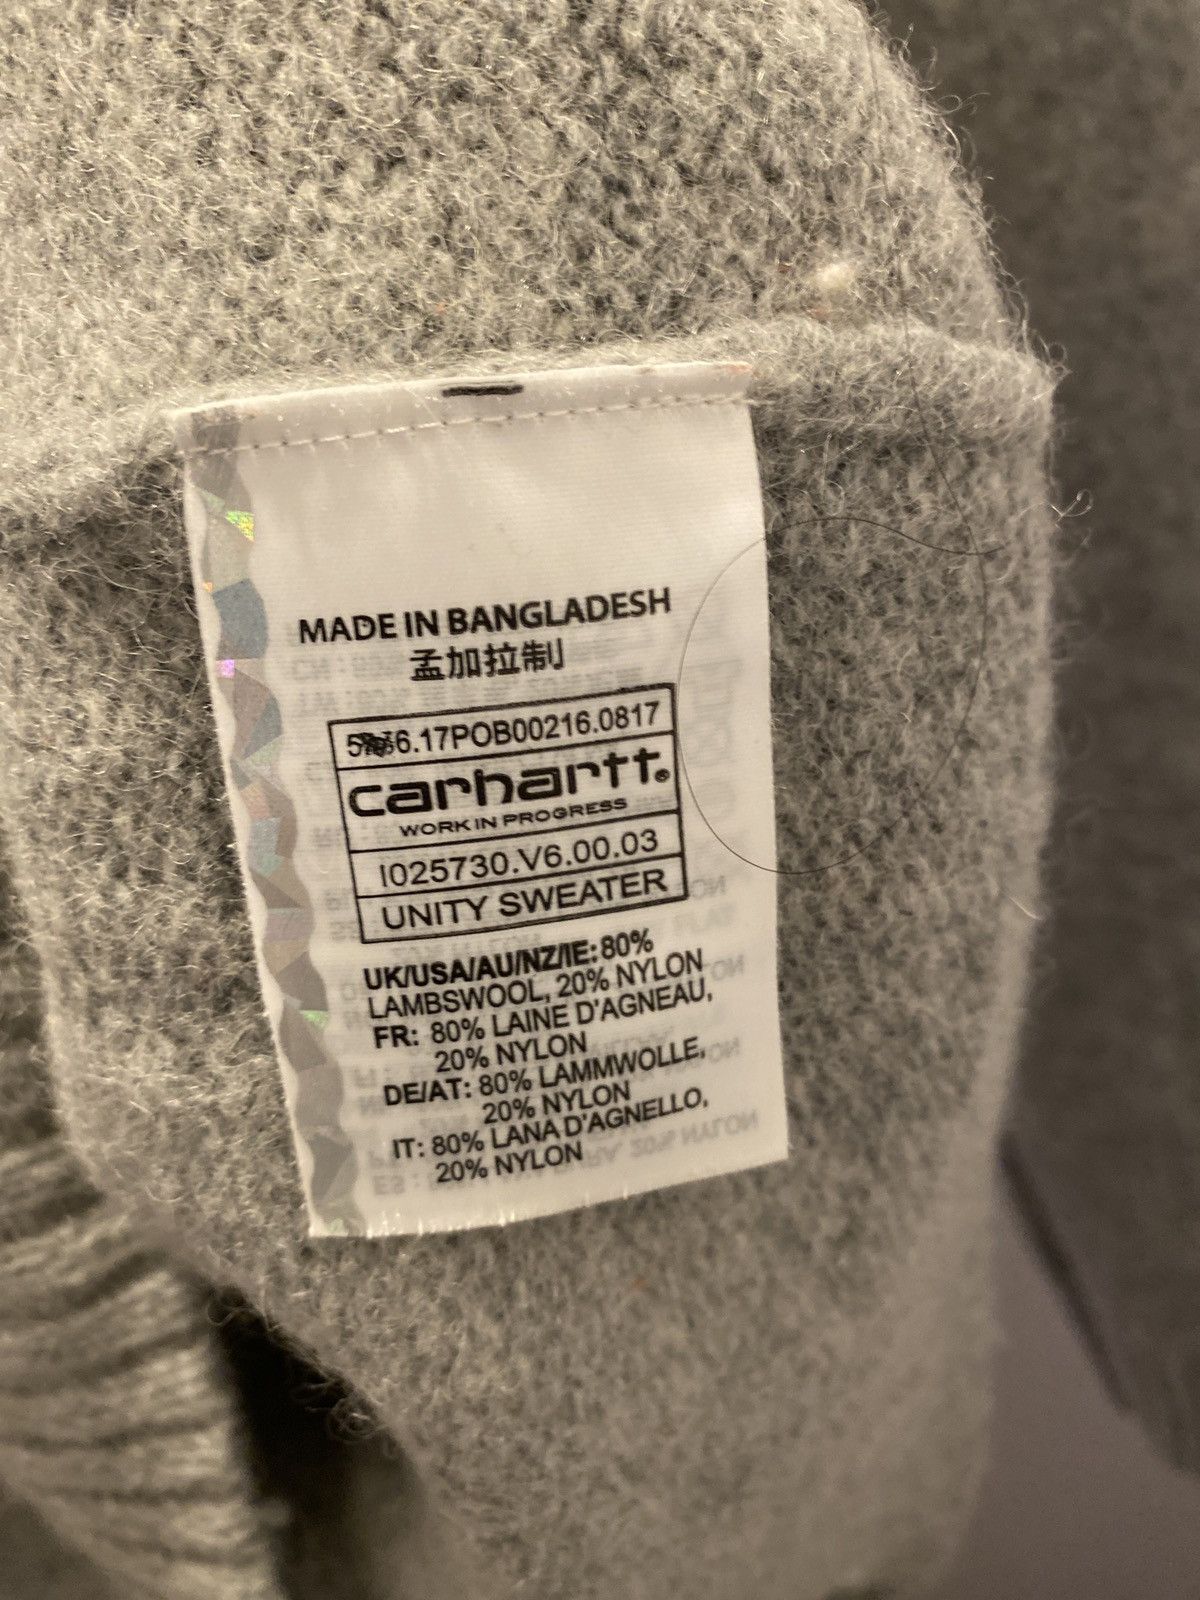 MADE IN BANGLADESH
孟加拉制
6.17POB00216.0817
carhartt®
WORK IN PROGRESS
I025730.V6.00.03
UNITY SWEATER
UK/USA/AU/NZ/IE: 80%
LAMBSWOOL, 20% NYLON
FR: 80% LAINE D'AGNEAU,
20% NYLON
DE/AT: 80% LAMMWOLLE,
20% NYLON
IT: 80% LANA D'AGNELLO,
20% NYLON